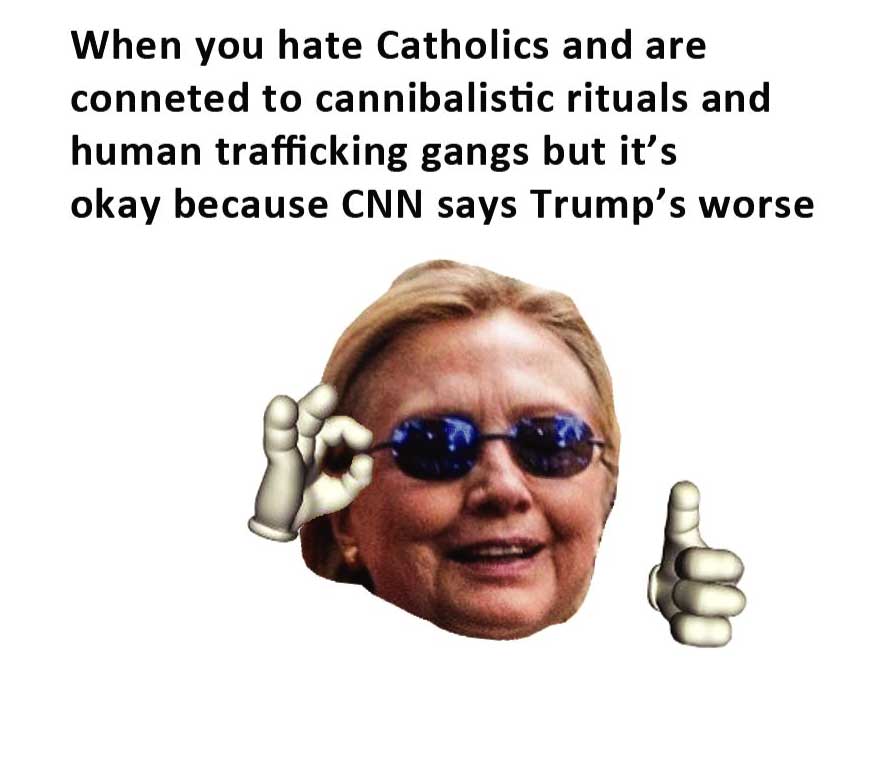 When you hate Catholics and are
conneted to cannibalistic rituals and
human trafficking gangs but it’s
okay because CNN says Trump’s worse